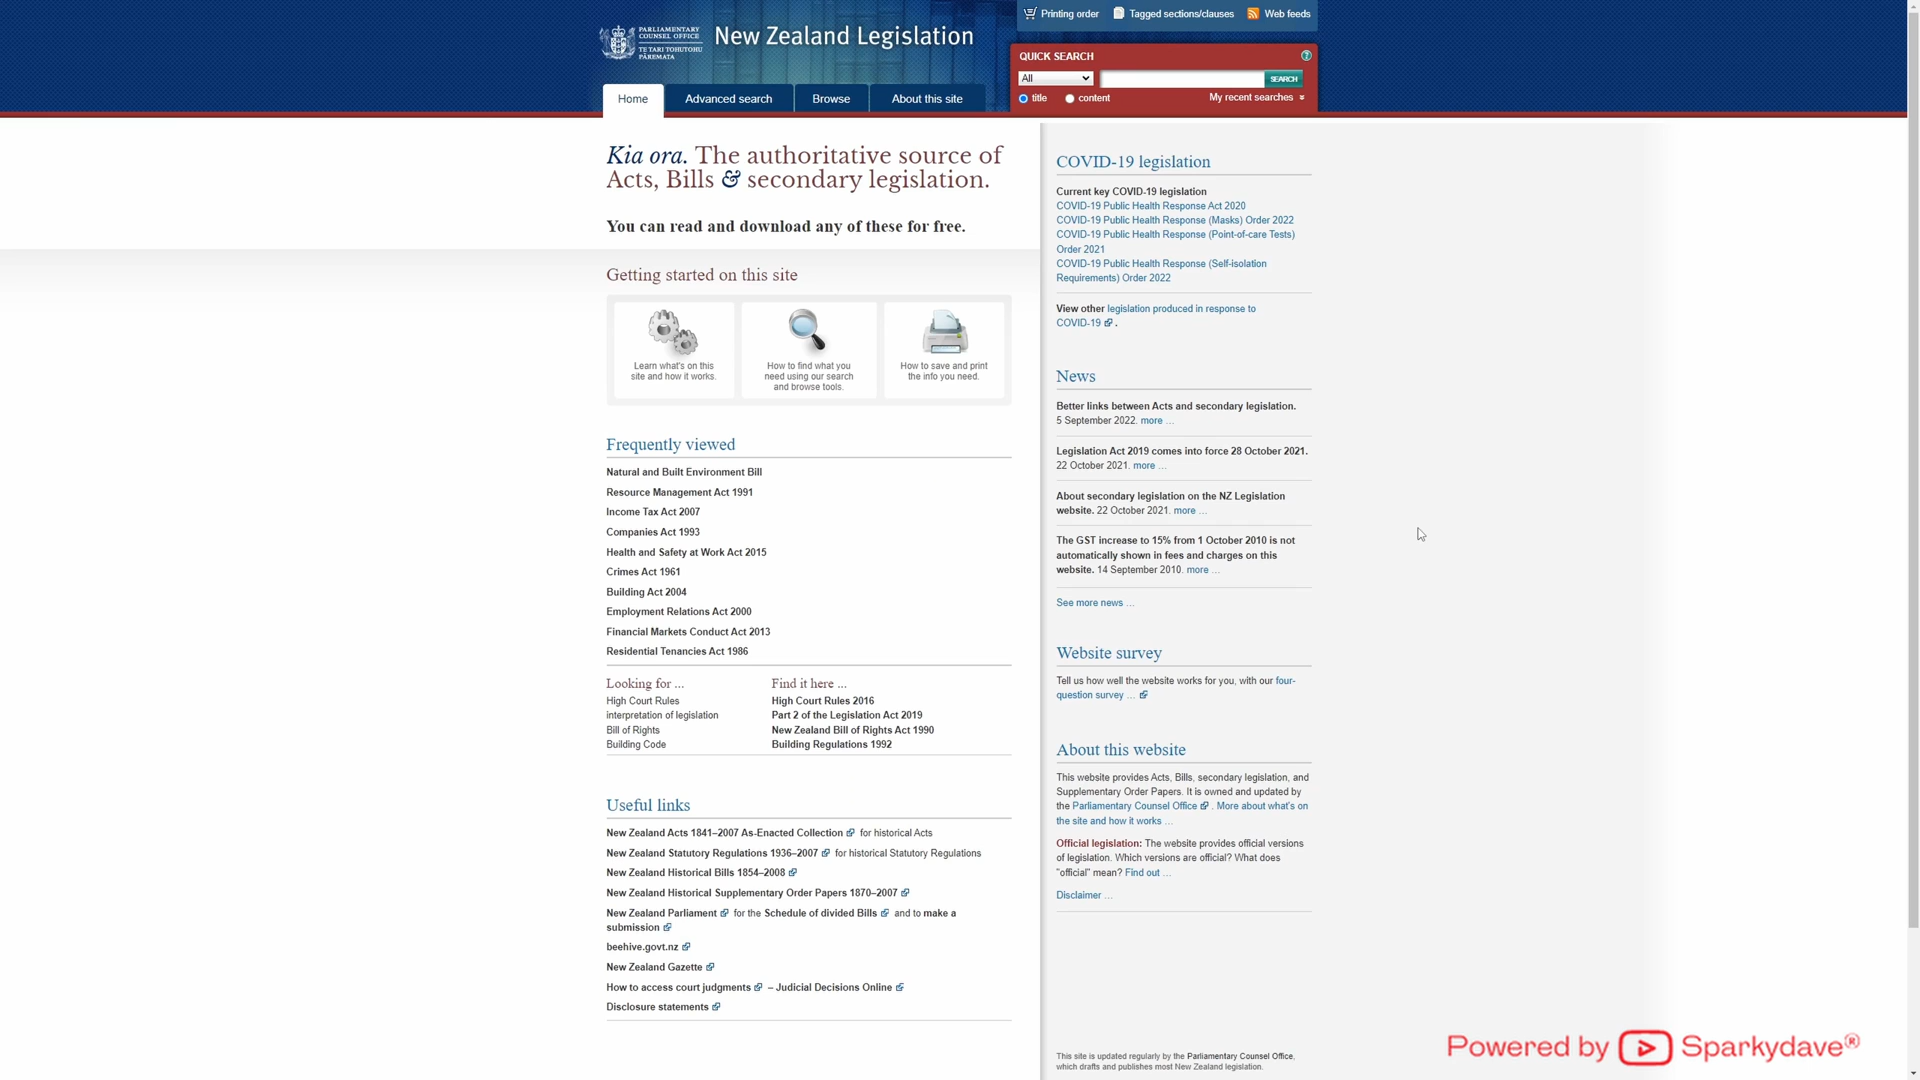 PARLIAMENTARY
COUNSEL OFFICE
TE TARI TOHUTOHU
PĀREMATA
New Zealand Legislation
Printing order
Tagged sections/clauses
Web feeds
QUICK SEARCH
?
All
SEARCH
title
content
My recent searches
Home
Advanced search
Browse
About this site
Kia ora. The authoritative source of
Acts, Bills & secondary legislation.
You can read and download any of these for free.
Getting started on this site
Learn what's on this
site and how it works.
How to find what you
need using our search
and browse tools.
How to save and print
the info you need.
Frequently viewed
Natural and Built Environment Bill
Resource Management Act 1991
Income Tax Act 2007
Companies Act 1993
Health and Safety at Work Act 2015
Crimes Act 1961
Building Act 2004
Employment Relations Act 2000
Financial Markets Conduct Act 2013
Residential Tenancies Act 1986
Looking for ... Find it here ...
High Court Rules High Court Rules 2016
interpretation of legislation Part 2 of the Legislation Act 2019
Bill of Rights New Zealand Bill of Rights Act 1990
Building Code Building Regulations 1992
Useful links
New Zealand Acts 1841–2007 As-Enacted Collection for historical Acts
New Zealand Statutory Regulations 1936–2007 for historical Statutory Regulations
New Zealand Historical Bills 1854–2008
New Zealand Historical Supplementary Order Papers 1870–2007
New Zealand Parliament for the Schedule of divided Bills and to make a
submission
beehive.govt.nz
New Zealand Gazette
How to access court judgments – Judicial Decisions Online
Disclosure statements
COVID-19 legislation
Current key COVID-19 legislation
COVID-19 Public Health Response Act 2020
COVID-19 Public Health Response (Masks) Order 2022
COVID-19 Public Health Response (Point-of-care Tests)
Order 2021
COVID-19 Public Health Response (Self-isolation
Requirements) Order 2022
View other legislation produced in response to
COVID-19 .
News
Better links between Acts and secondary legislation.
5 September 2022. more ...
Legislation Act 2019 comes into force 28 October 2021.
22 October 2021. more ...
About secondary legislation on the NZ Legislation
website. 22 October 2021. more ...
The GST increase to 15% from 1 October 2010 is not
automatically shown in fees and charges on this
website. 14 September 2010. more ...
See more news ...
Website survey
Tell us how well the website works for you, with our four-
question survey ...
About this website
This website provides Acts, Bills, secondary legislation, and
Supplementary Order Papers. It is owned and updated by
the Parliamentary Counsel Office . More about what's on
the site and how it works ...
Official legislation: The website provides official versions
of legislation. Which versions are official? What does
"official" mean? Find out ...
Disclaimer ...
This site is updated regularly by the Parliamentary Counsel Office,
which drafts and publishes most New Zealand legislation.
Powered by Sparkydave®